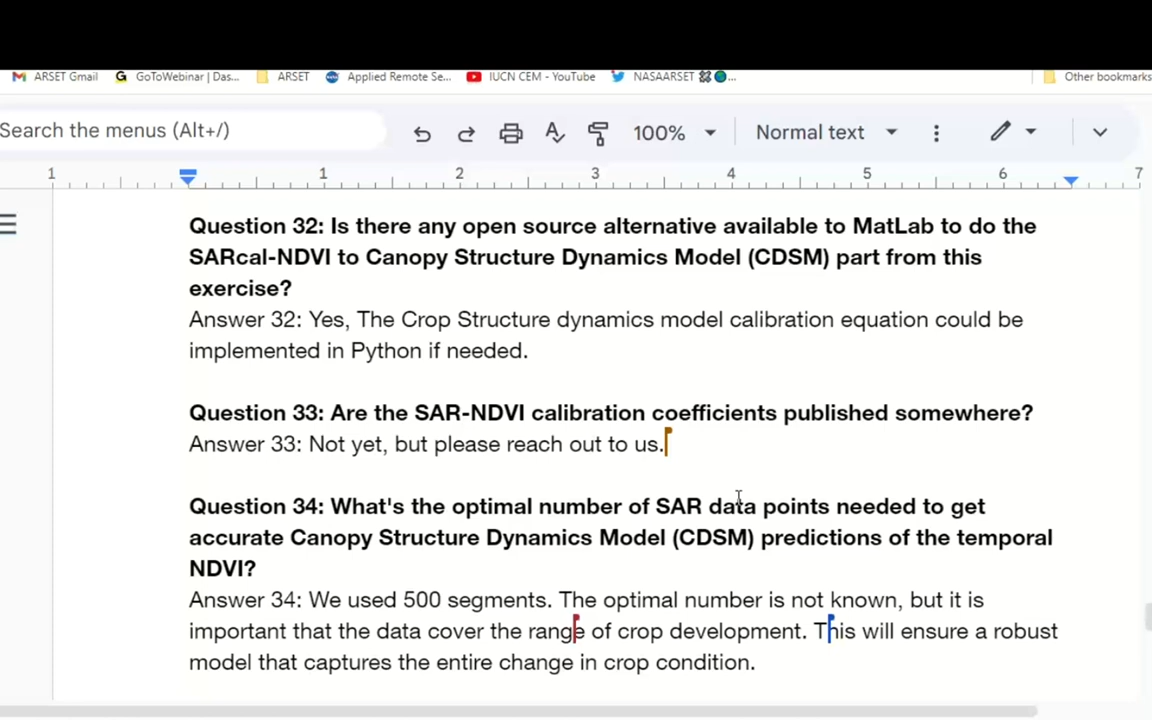 ARSET Gmail GoToWebinar | Das... ARSET Applied Remote Se... IUCN CEM - YouTube NASAARSET 🛰🌎... Other bookmarks
Search the menus (Alt+/) 100% Normal text
1 1 2 3 4 5 6 7
Question 32: Is there any open source alternative available to MatLab to do the
SARcal-NDVI to Canopy Structure Dynamics Model (CDSM) part from this
exercise?
Answer 32: Yes, The Crop Structure dynamics model calibration equation could be
implemented in Python if needed.
Question 33: Are the SAR-NDVI calibration coefficients published somewhere?
Answer 33: Not yet, but please reach out to us.
Question 34: What's the optimal number of SAR data points needed to get
accurate Canopy Structure Dynamics Model (CDSM) predictions of the temporal
NDVI?
Answer 34: We used 500 segments. The optimal number is not known, but it is
important that the data cover the range of crop development. This will ensure a robust
model that captures the entire change in crop condition.